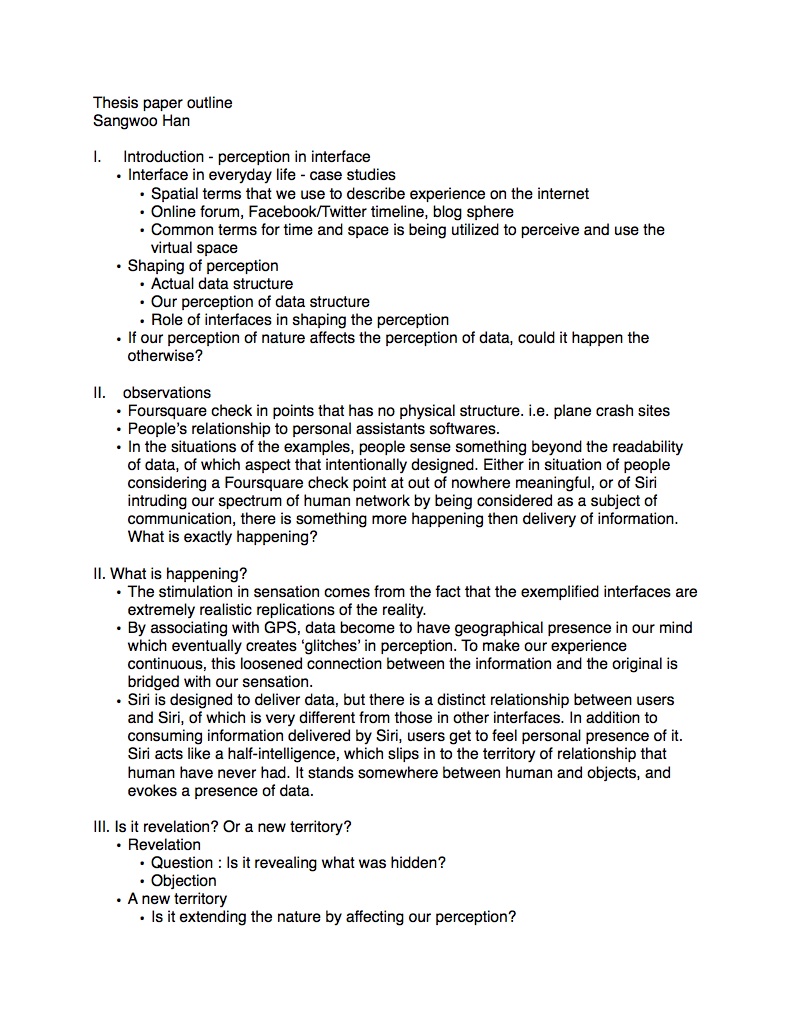 Thesis paper outline
Sangwoo Han
I. Introduction - perception in interface
• Interface in everyday life - case studies
• Spatial terms that we use to describe experience on the internet
• Online forum, Facebook/Twitter timeline, blog sphere
• Common terms for time and space is being utilized to perceive and use the
virtual space
• Shaping of perception
• Actual data structure
• Our perception of data structure
• Role of interfaces in shaping the perception
• If our perception of nature affects the perception of data, could it happen the
otherwise?
II. observations
• Foursquare check in points that has no physical structure. i.e. plane crash sites
• People's relationship to personal assistants softwares.
• In the situations of the examples, people sense something beyond the readability
of data, of which aspect that intentionally designed. Either in situation of people
considering a Foursquare check point at out of nowhere meaningful, or of Siri
intruding our spectrum of human network by being considered as a subject of
communication, there is something more happening then delivery of information.
What is exactly happening?
II. What is happening?
• The stimulation in sensation comes from the fact that the exemplified interfaces are
extremely realistic replications of the reality.
• By associating with GPS, data become to have geographical presence in our mind
which eventually creates ‘glitches’ in perception. To make our experience
continuous, this loosened connection between the information and the original is
bridged with our sensation.
• Siri is designed to deliver data, but there is a distinct relationship between users
and Siri, of which is very different from those in other interfaces. In addition to
consuming information delivered by Siri, users get to feel personal presence of it.
Siri acts like a half-intelligence, which slips in to the territory of relationship that
human have never had. It stands somewhere between human and objects, and
evokes a presence of data.
III. Is it revelation? Or a new territory?
• Revelation
• Question : Is it revealing what was hidden?
• Objection
• A new territory
• Is it extending the nature by affecting our perception?